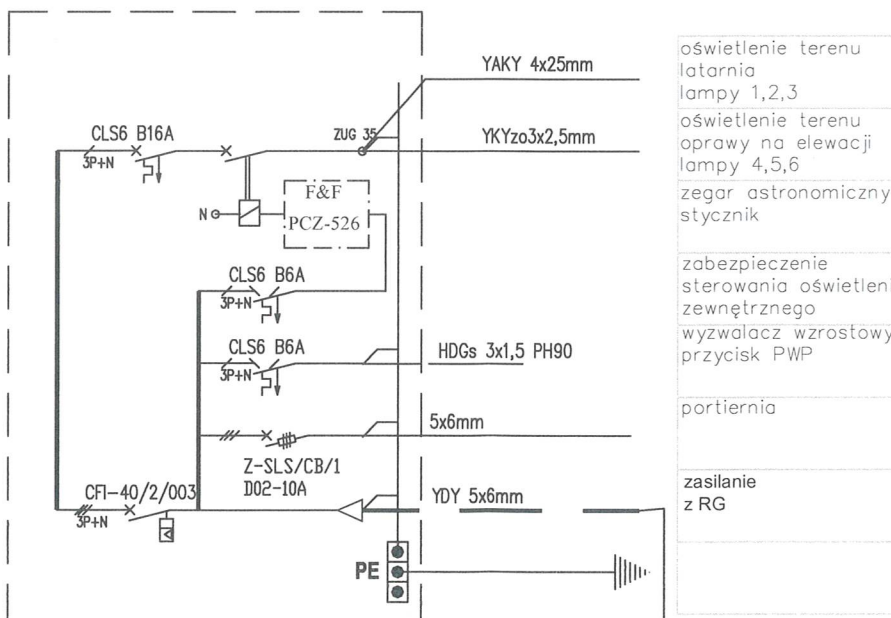 YAKY 4x25mm
oświetlenie terenu
latarnia
lampy 1,2,3
CLS6 B16A
3P+N
ZUG 35
YKYżo3x2,5mm
oświetlenie terenu
oprawy na elewacji
lampy 4,5,6
N
F&F
PCZ-526
zegar astronomiczny
stycznik
CLS6 B6A
3P+N
zabezpieczenie
sterowania oświetleni
zewnętrznego
CLS6 B6A
3P+N
HDGs 3x1,5 PH90
wyzwalacz wzrostowy
przycisk PWP
5x6mm
Z-SLS/CB/1
D02-10A
portiernia
CFI-40/2/003
3P+N
YDY 5x6mm
zasilanie
z RG
PE